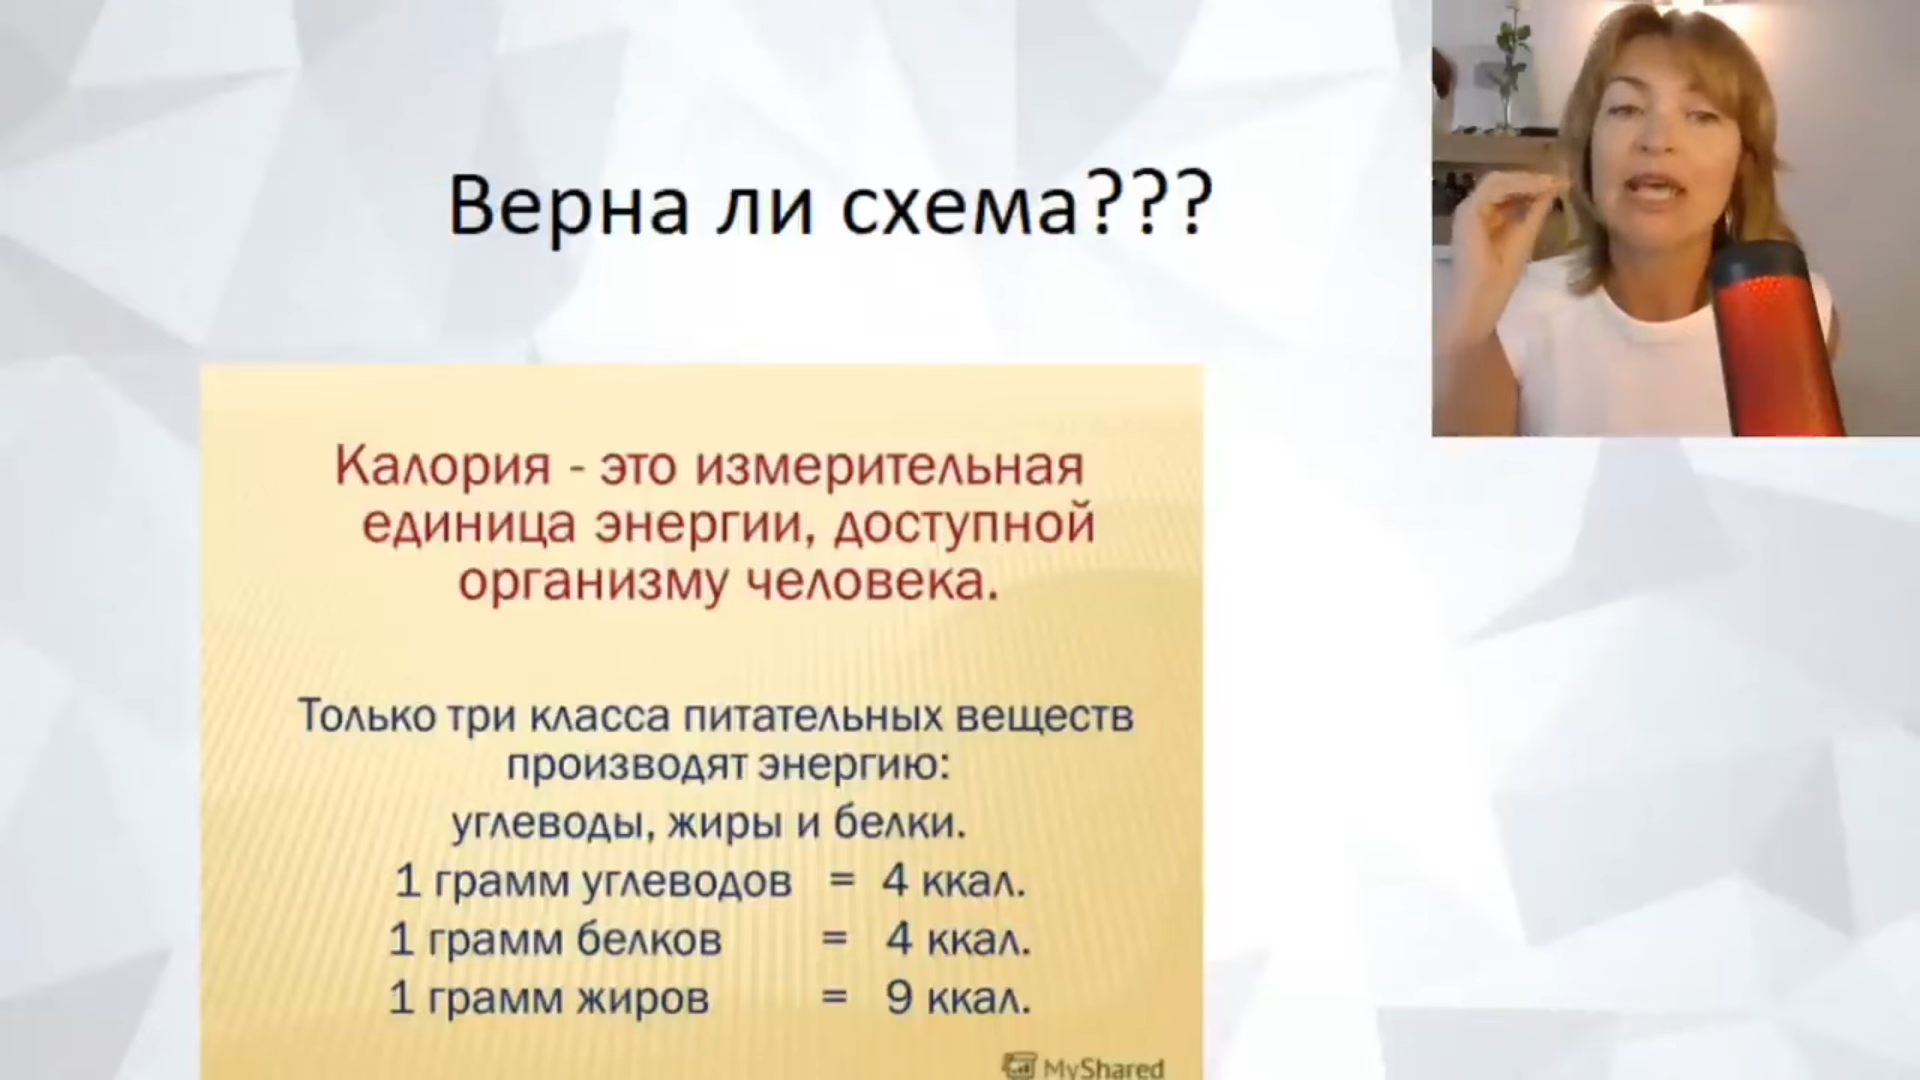 Верна ли схема???
Калория - это измерительная
единица энергии, доступной
организму человека.
Только три класса питательных веществ
производят энергию:
углеводы, жиры и белки.
1 грамм углеводов = 4 ккал.
1 грамм белков = 4 ккал.
1 грамм жиров = 9 ккал.
MyShared